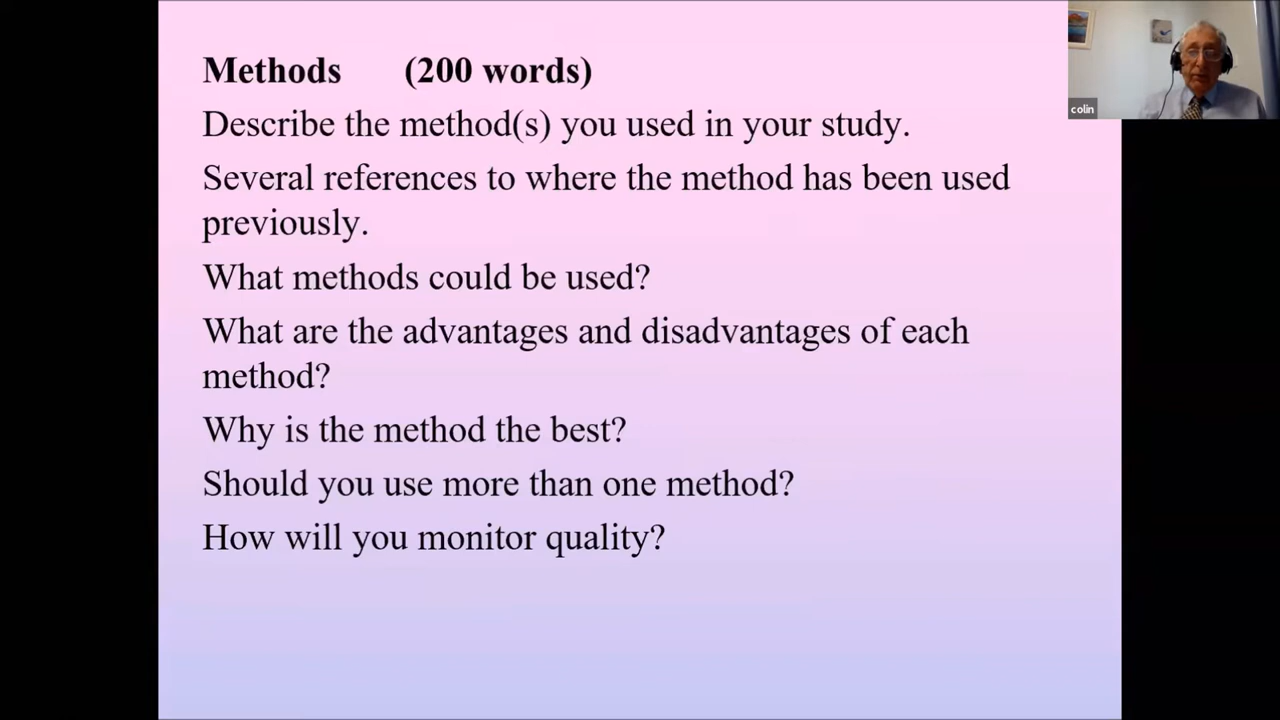 Methods (200 words)
Describe the method(s) you used in your study.
Several references to where the method has been used
previously.
What methods could be used?
What are the advantages and disadvantages of each
method?
Why is the method the best?
Should you use more than one method?
How will you monitor quality?
colin